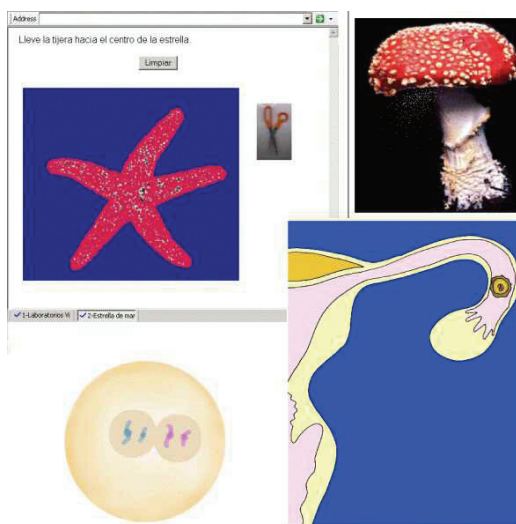 Address
Lleve la tijera hacia el centro de la estrella.
Limpiar
1-Laboratorios Vi
2-Estrella de mar